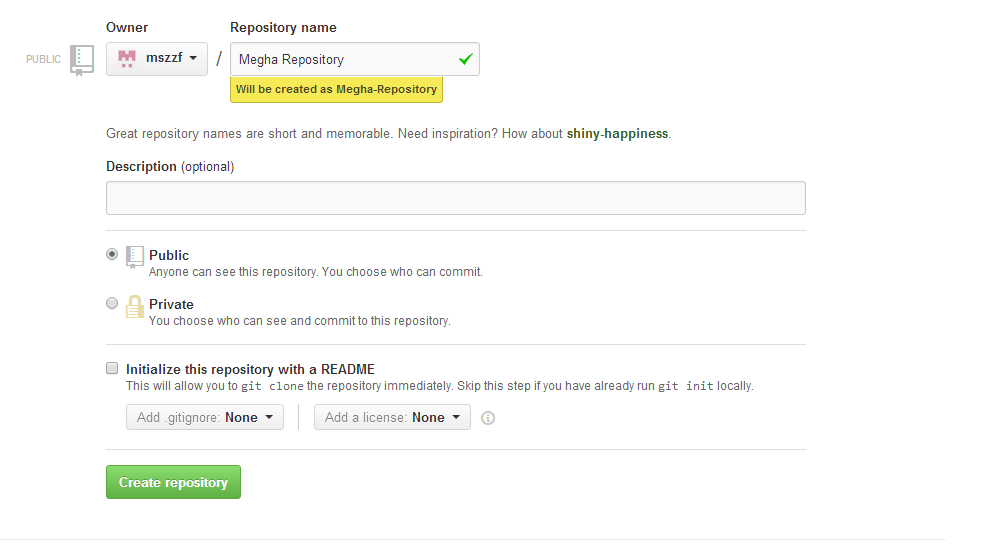 Owner Repository name
PUBLIC mszzf / Megha Repository
Will be created as Megha-Repository
Great repository names are short and memorable. Need inspiration? How about shiny-happiness.
Description (optional)
Public
Anyone can see this repository. You choose who can commit.
Private
You choose who can see and commit to this repository.
Initialize this repository with a README
This will allow you to git clone the repository immediately. Skip this step if you have already run git init locally.
Add .gitignore: None Add a license: None
Create repository